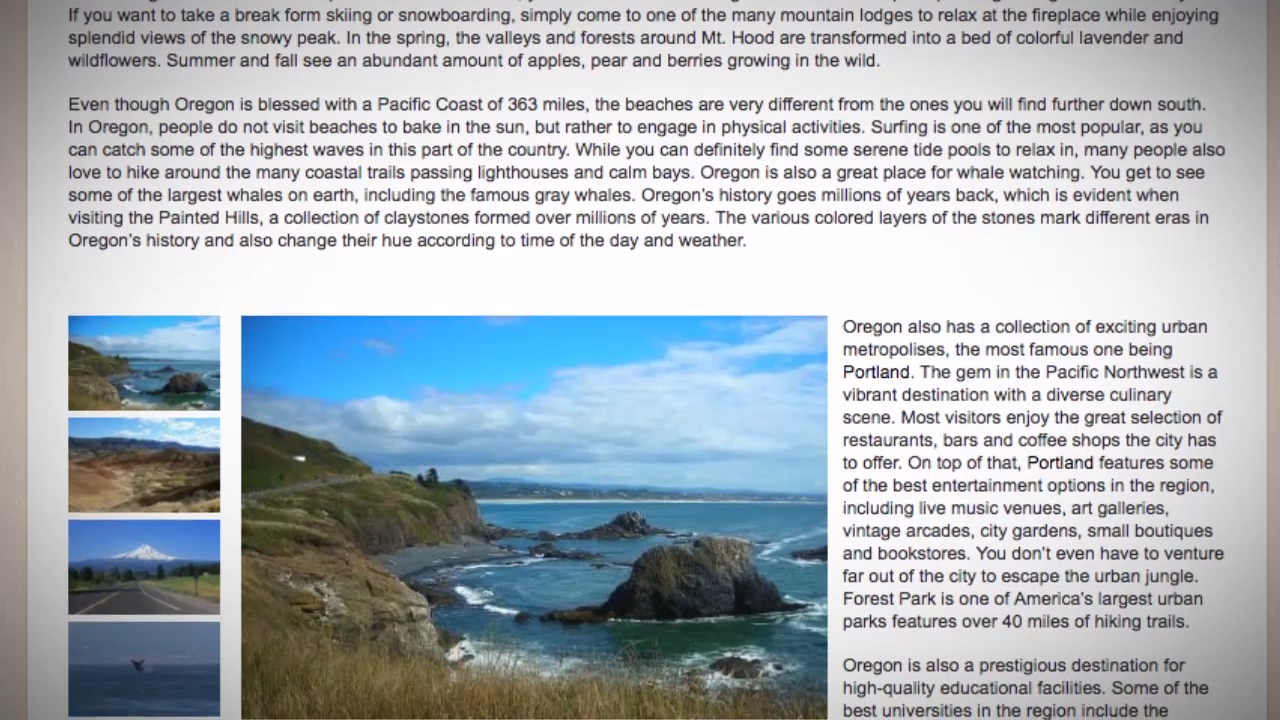 If you want to take a break form skiing or snowboarding, simply come to one of the many mountain lodges to relax at the fireplace while enjoying
splendid views of the snowy peak. In the spring, the valleys and forests around Mt. Hood are transformed into a bed of colorful lavender and
wildflowers. Summer and fall see an abundant amount of apples, pear and berries growing in the wild.
Even though Oregon is blessed with a Pacific Coast of 363 miles, the beaches are very different from the ones you will find further down south.
In Oregon, people do not visit beaches to bake in the sun, but rather to engage in physical activities. Surfing is one of the most popular, as you
can catch some of the highest waves in this part of the country. While you can definitely find some serene tide pools to relax in, many people also
love to hike around the many coastal trails passing lighthouses and calm bays. Oregon is also a great place for whale watching. You get to see
some of the largest whales on earth, including the famous gray whales. Oregon’s history goes millions of years back, which is evident when
visiting the Painted Hills, a collection of claystones formed over millions of years. The various colored layers of the stones mark different eras in
Oregon’s history and also change their hue according to time of the day and weather.
Oregon also has a collection of exciting urban
metropolises, the most famous one being
Portland. The gem in the Pacific Northwest is a
vibrant destination with a diverse culinary
scene. Most visitors enjoy the great selection of
restaurants, bars and coffee shops the city has
to offer. On top of that, Portland features some
of the best entertainment options in the region,
including live music venues, art galleries,
vintage arcades, city gardens, small boutiques
and bookstores. You don’t even have to venture
far out of the city to escape the urban jungle.
Forest Park is one of America’s largest urban
parks features over 40 miles of hiking trails.
Oregon is also a prestigious destination for
high-quality educational facilities. Some of the
best universities in the region include the